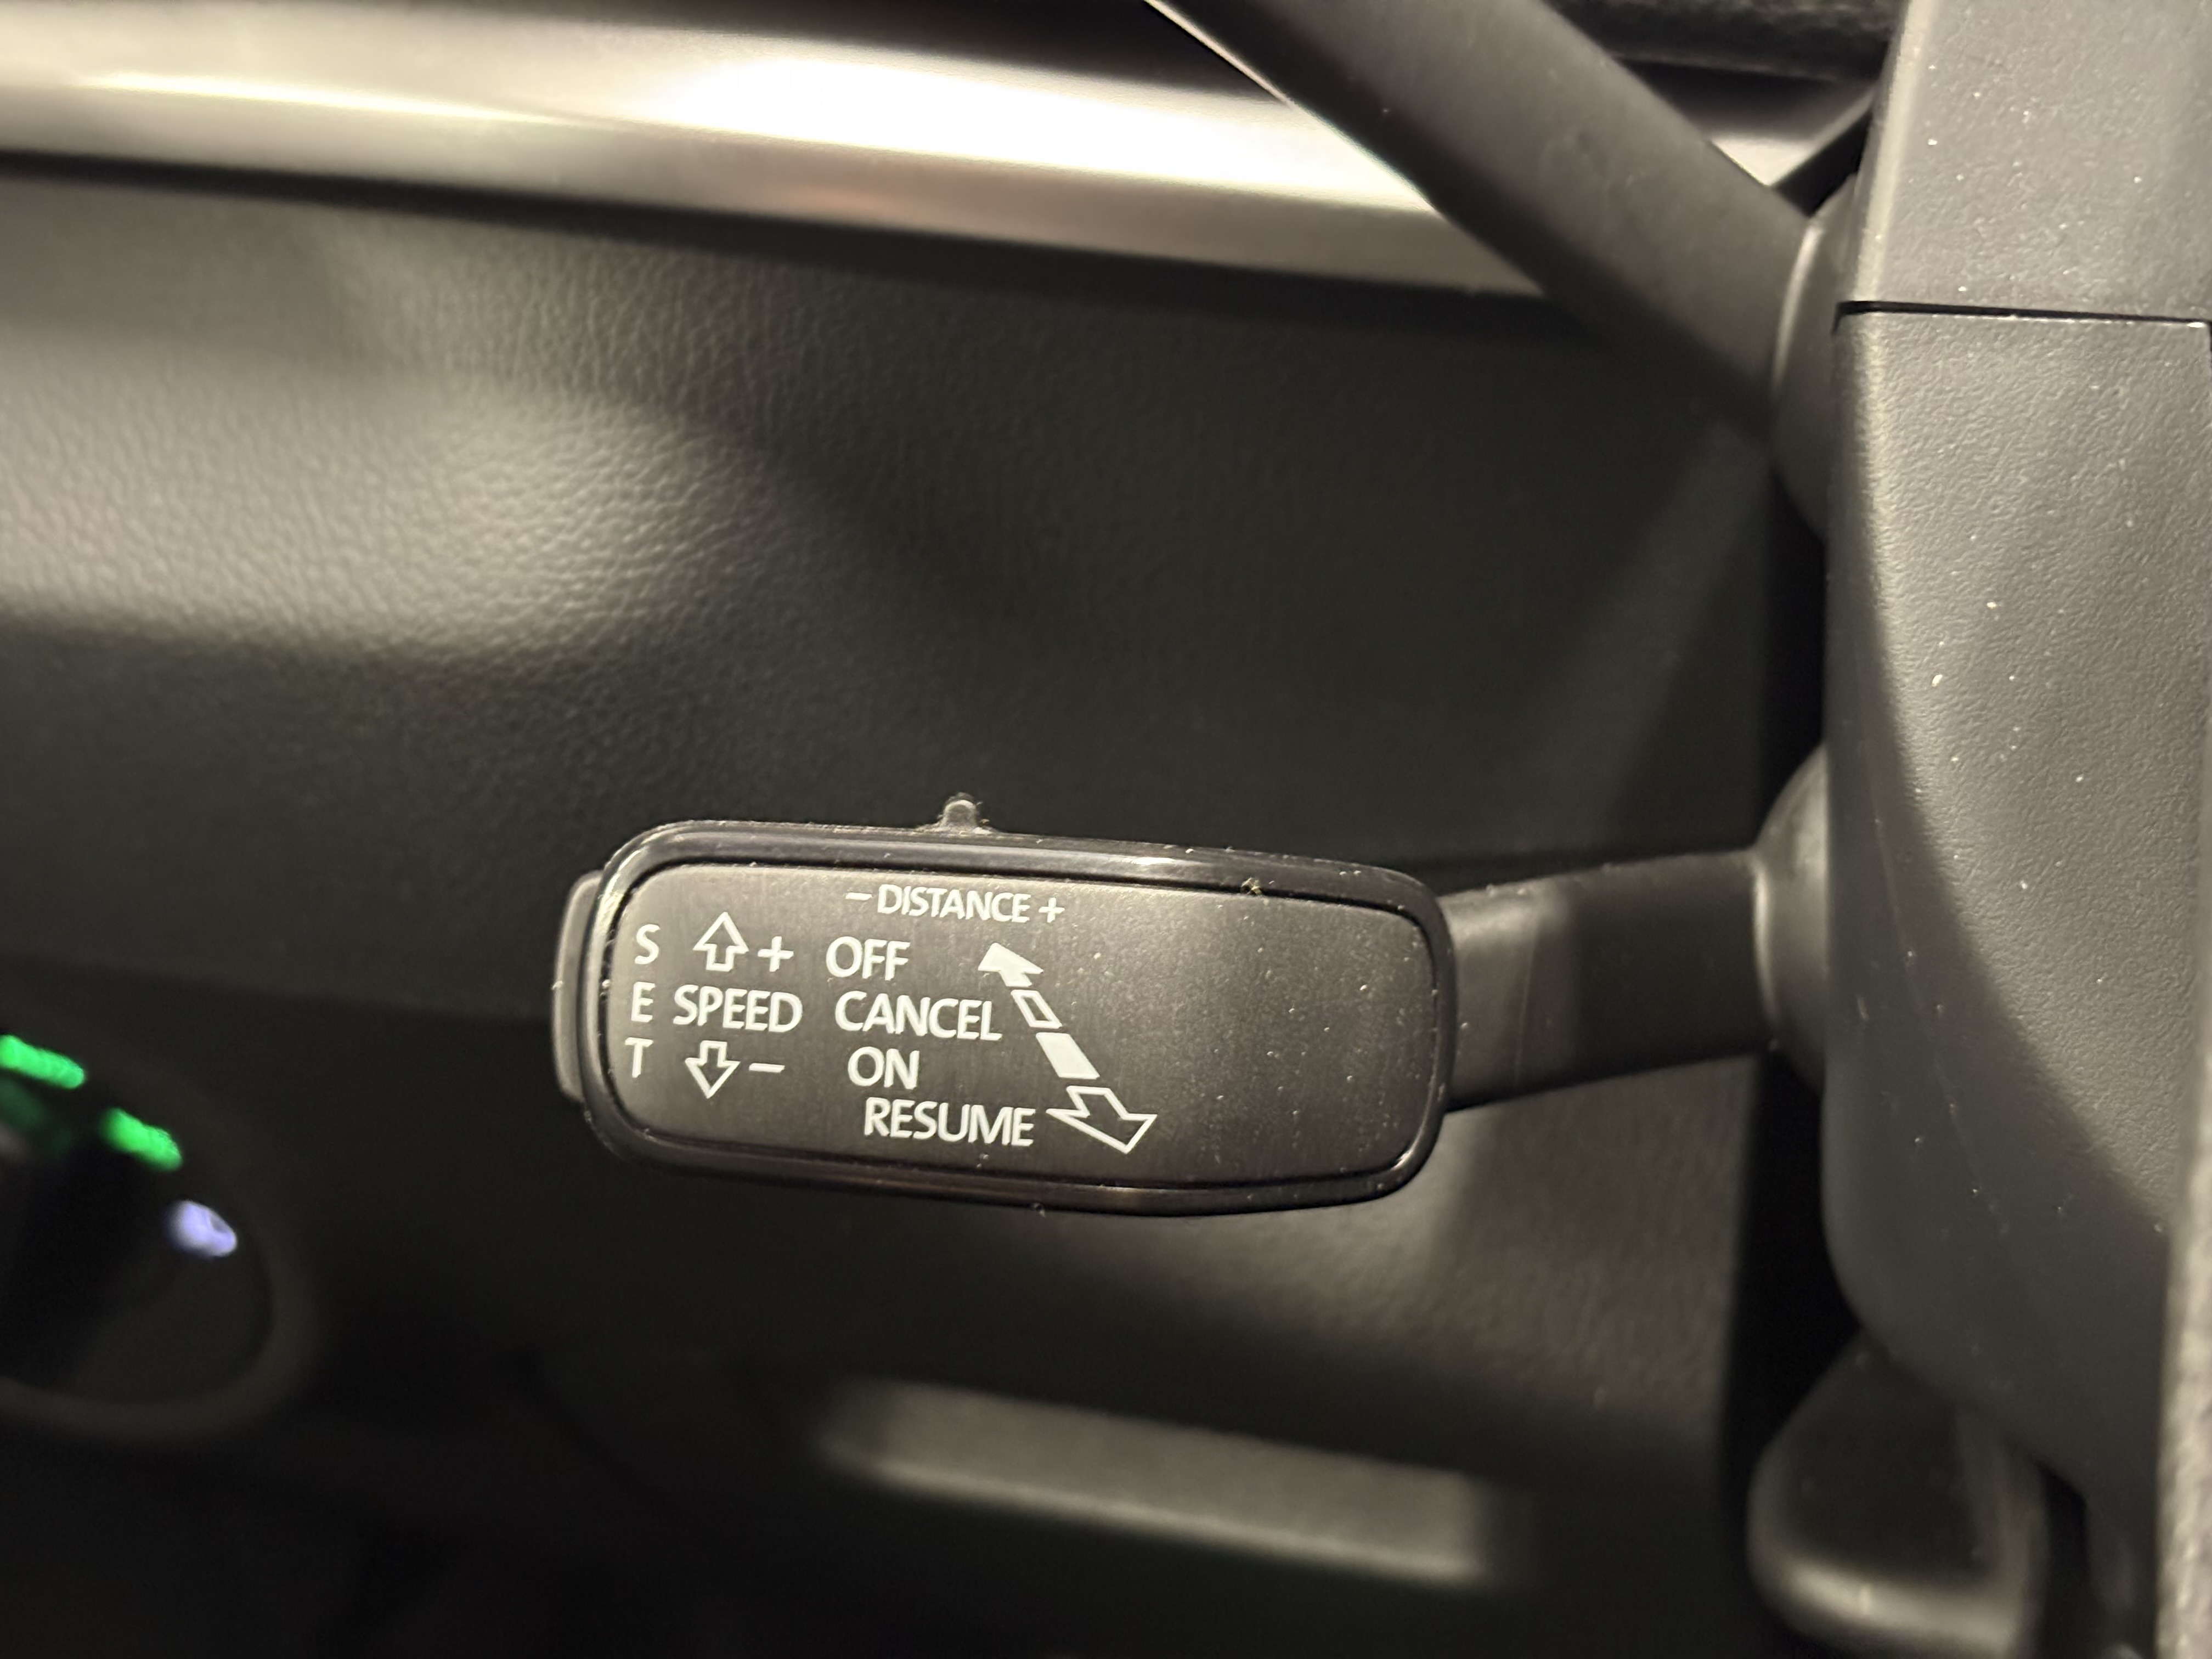 – DISTANCE +
S + OFF
E SPEED CANCEL
T – ON
RESUME